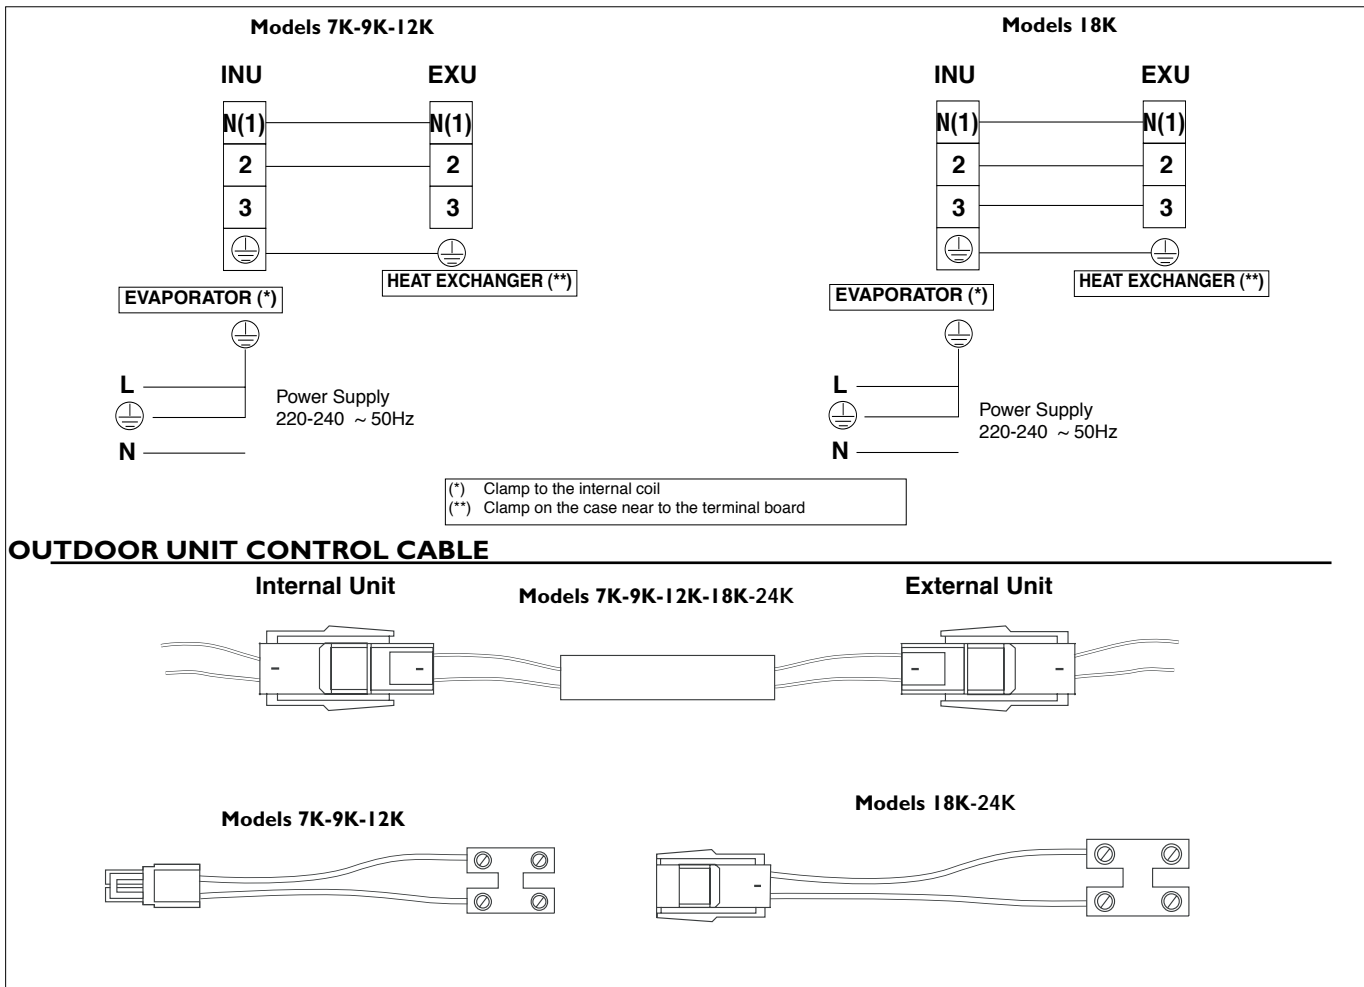 Models 7K-9K-12K
INU EXU
N(1) N(1)
2 2
3 3
HEAT EXCHANGER (**)
EVAPORATOR (*)
L
Power Supply
220-240 ~ 50Hz
N
Models 18K
INU EXU
N(1) N(1)
2 2
3 3
HEAT EXCHANGER (**)
EVAPORATOR (*)
L
Power Supply
220-240 ~ 50Hz
N
(*) Clamp to the internal coil
(**) Clamp on the case near to the terminal board
OUTDOOR UNIT CONTROL CABLE
Internal Unit
Models 7K-9K-12K-18K-24K
External Unit
Models 7K-9K-12K
Models 18K-24K